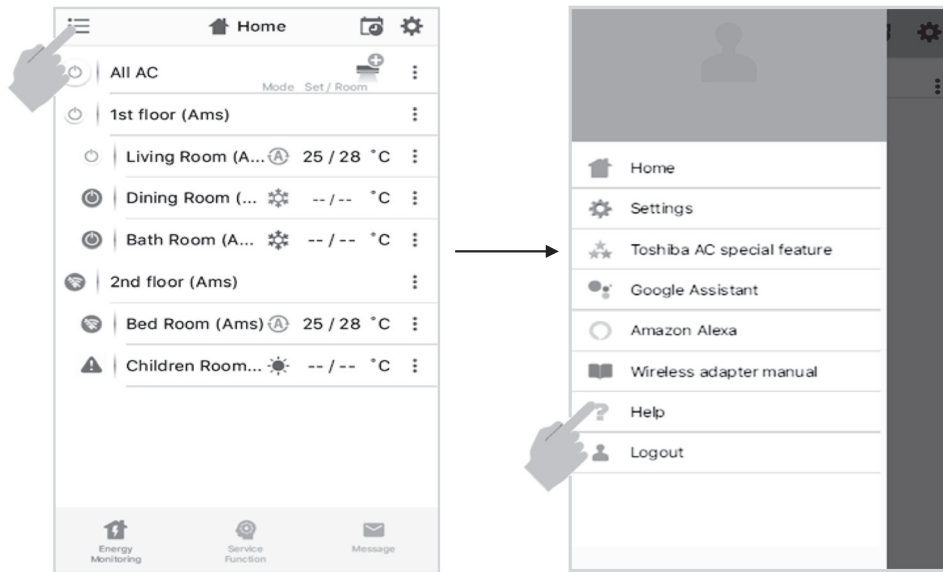 Home
All AC
Mode Set / Room
1st floor (Ams)
Living Room (A... A 25 / 28 °C
Dining Room (... -- / -- °C
Bath Room (A... -- / -- °C
2nd floor (Ams)
Bed Room (Ams) A 25 / 28 °C
Children Room... -- / -- °C
Energy Monitoring
Service Function
Message
Home
Settings
Toshiba AC special feature
Google Assistant
Amazon Alexa
Wireless adapter manual
? Help
Logout